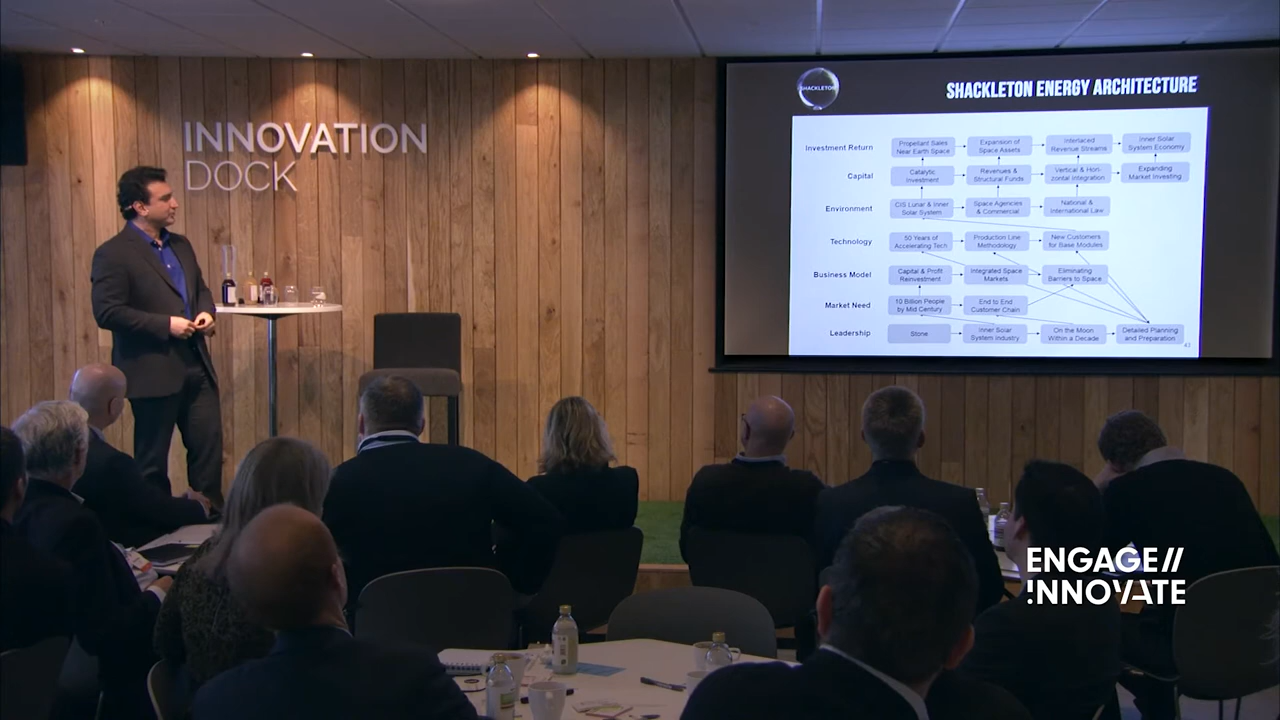 INNOVATION
DOCK
SHACKLETON
SHACKLETON ENERGY ARCHITECTURE
Investment Return
Propellant Sales
Near Earth Space
Expansion of
Space Assets
Interlaced
Revenue Streams
Inner Solar
System Economy
Capital
Catalytic
Investment
Revenues &
Structural Funds
Vertical & Hori-
zontal Integration
Expanding
Market Investing
Environment
CIS Lunar & Inner
Solar System
Space Agencies
& Commercial
National &
International Law
Technology
50 Years of
Accelerating Tech
Production Line
Methodology
New Customers
for Base Modules
Business Model
Capital & Profit
Reinvestment
Integrated Space
Markets
Eliminating
Barriers to Space
Market Need
10 Billion People
by Mid Century
End to End
Customer Chain
Leadership
Stone
Inner Solar
System Industry
On the Moon
Within a Decade
Detailed Planning
and Preparation
ENGAGE//
INNOVATE